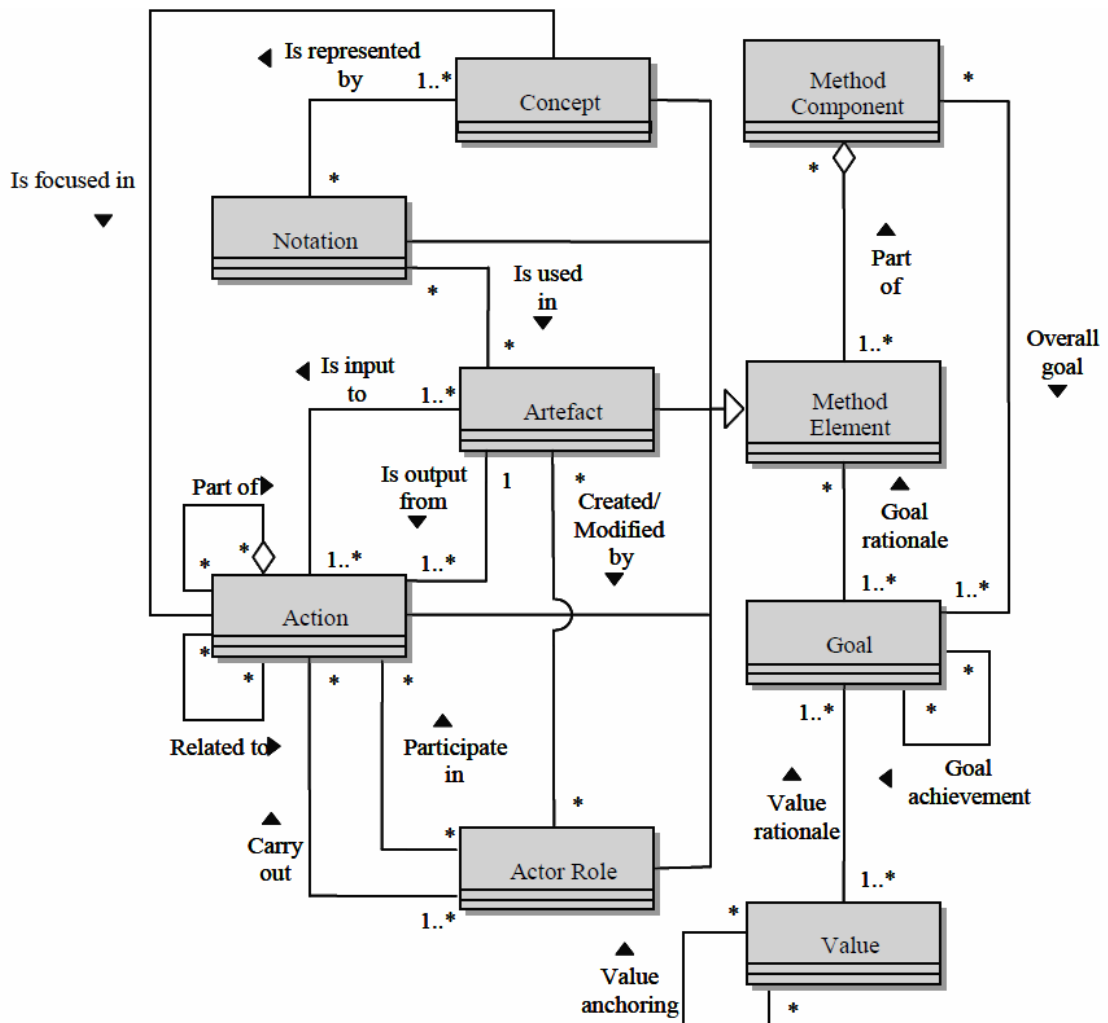 Is represented
by
1..*
Concept
Method
Component
*
*
Is focused in
*
Notation
*
Is used
in
*
Part
of
1..*
Overall
goal
Is input
to
1..*
Artefact
Method
Element
Part of
Is output
from
1
*
Created/
Modified
by
*
Goal
rationale
*
*
1..*
1..*
1..*
1..*
Action
Goal
*
*
*
*
*
*
1..*
Related to
Participate
in
Goal
achievement
Value
rationale
Carry
out
*
*
Actor Role
1..*
1..*
*
Value
Value
anchoring
*